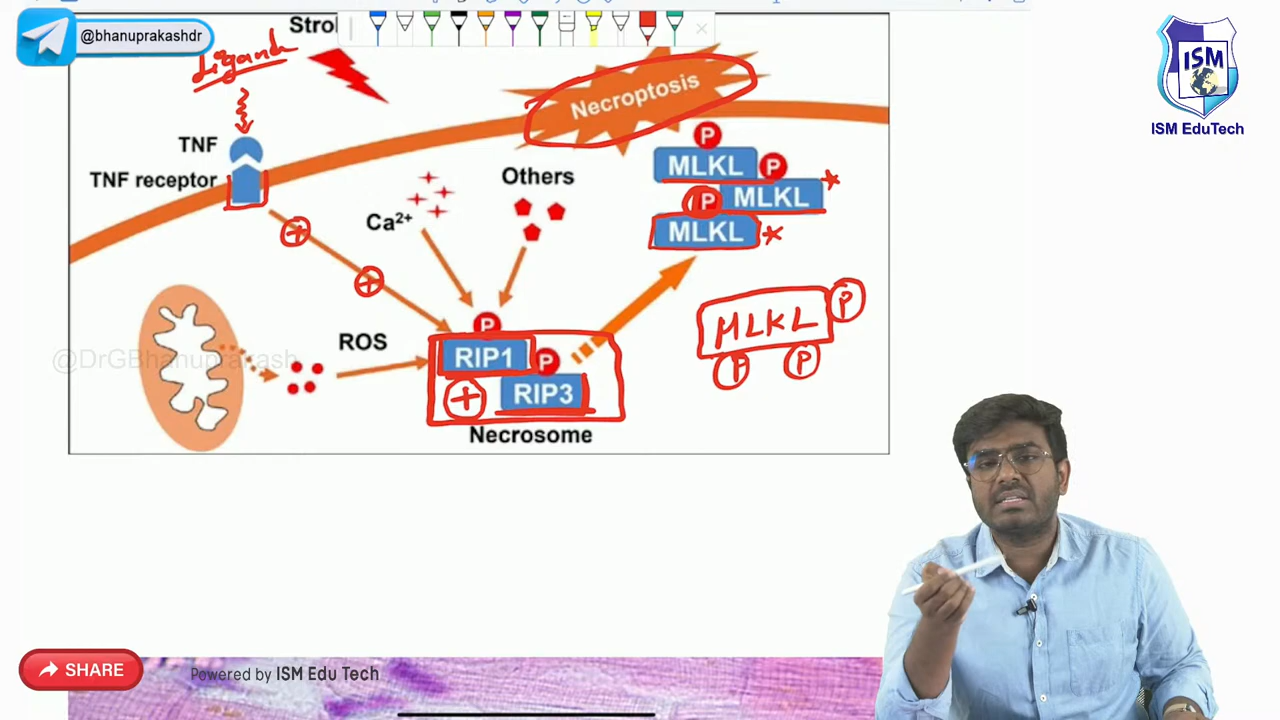 @bhanuprakashdr
Stro
Ligand
TNF
TNF receptor
Necroptosis
Ca²⁺
Others
P
MLKL
P
MLKL
P
MLKL
MLKL
P
P
P
ROS
P
RIP1
P
RIP3
Necrosome
@DrGBhanuprakash
ISM
ISM EduTech
SHARE
Powered by ISM Edu Tech